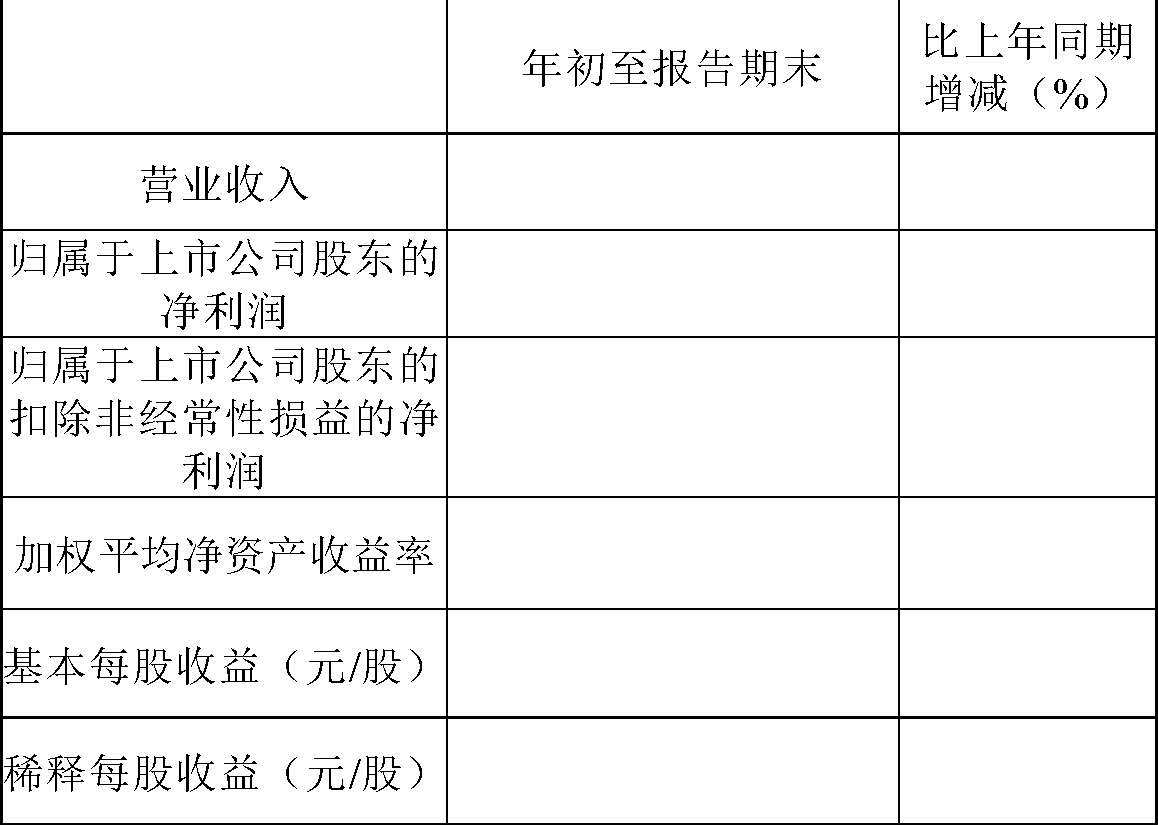 年初至报告期末
比上年同期
增减（%）
营业收入
归属于上市公司股东的
净利润
归属于上市公司股东的
扣除非经常性损益的净
利润
加权平均净资产收益率
基本每股收益（元/股）
稀释每股收益（元/股）